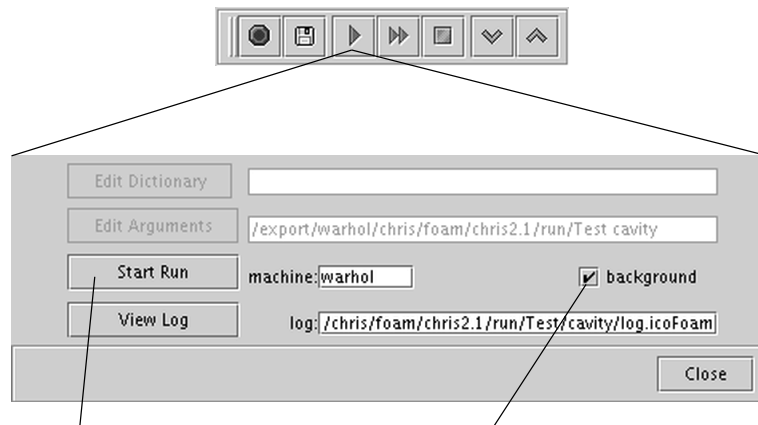 Edit Dictionary
Edit Arguments /export/warhol/chris/foam/chris2.1/run/Test cavity
Start Run machine: warhol background
View Log log: /chris/foam/chris2.1/run/Test/cavity/log.icoFoam
Close